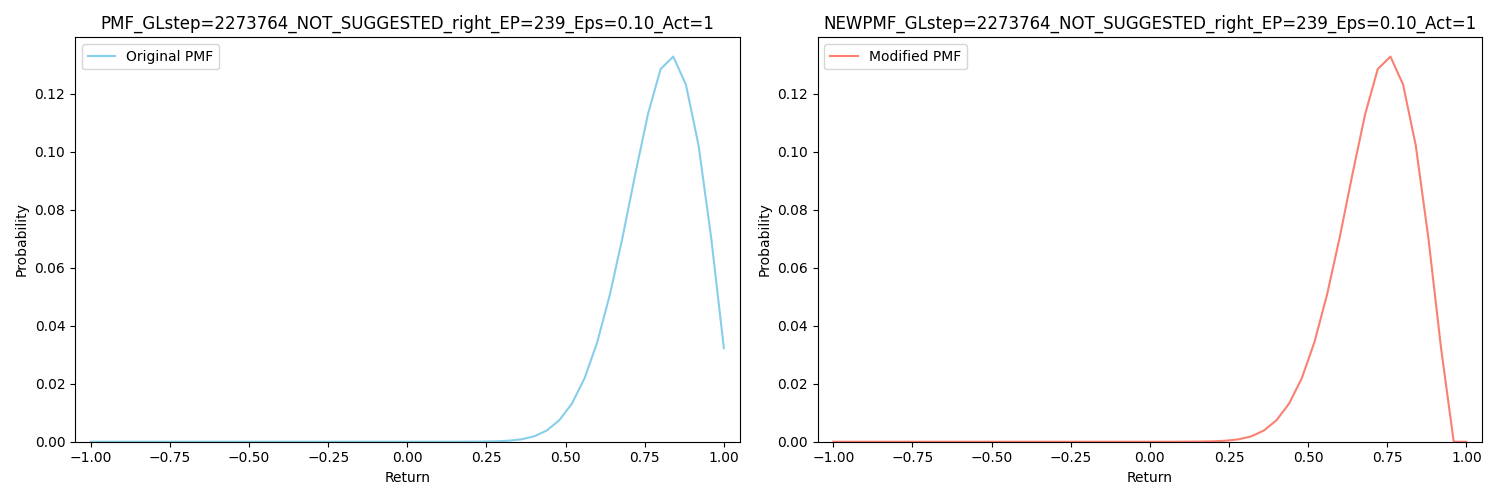 PMF_GLstep=2273764_NOT_SUGGESTED_right_EP=239_Eps=0.10_Act=1
Original PMF
Probability
0.12
0.10
0.08
0.06
0.04
0.02
0.00
−1.00 −0.75 −0.50 −0.25 0.00 0.25 0.50 0.75 1.00
Return
NEWPMF_GLstep=2273764_NOT_SUGGESTED_right_EP=239_Eps=0.10_Act=1
Modified PMF
Probability
0.12
0.10
0.08
0.06
0.04
0.02
0.00
−1.00 −0.75 −0.50 −0.25 0.00 0.25 0.50 0.75 1.00
Return